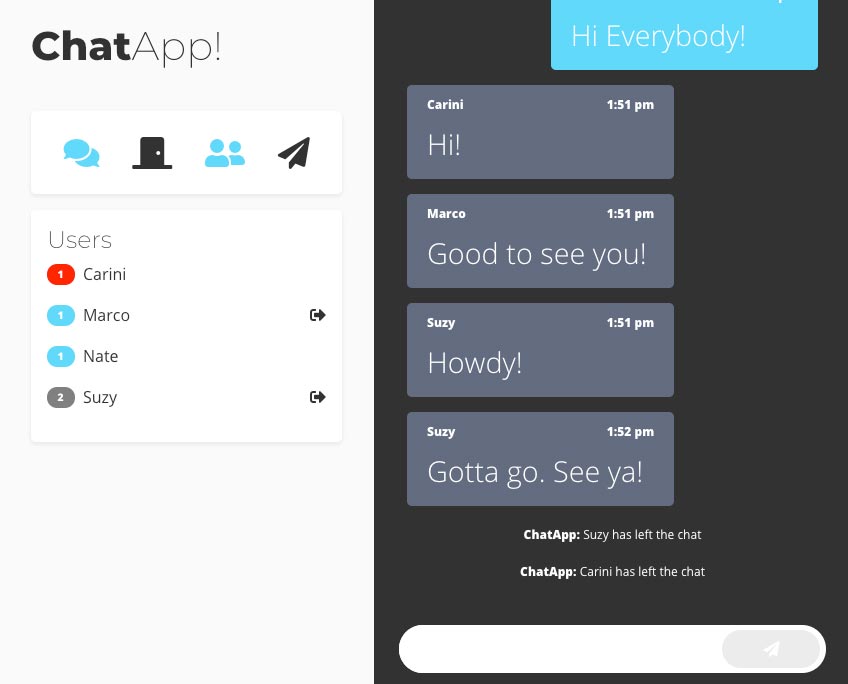 ChatApp!
Users
1 Carini
1 Marco
1 Nate
2 Suzy
Hi Everybody!
Carini 1:51 pm
Hi!
Marco 1:51 pm
Good to see you!
Suzy 1:51 pm
Howdy!
Suzy 1:52 pm
Gotta go. See ya!
ChatApp: Suzy has left the chat
ChatApp: Carini has left the chat